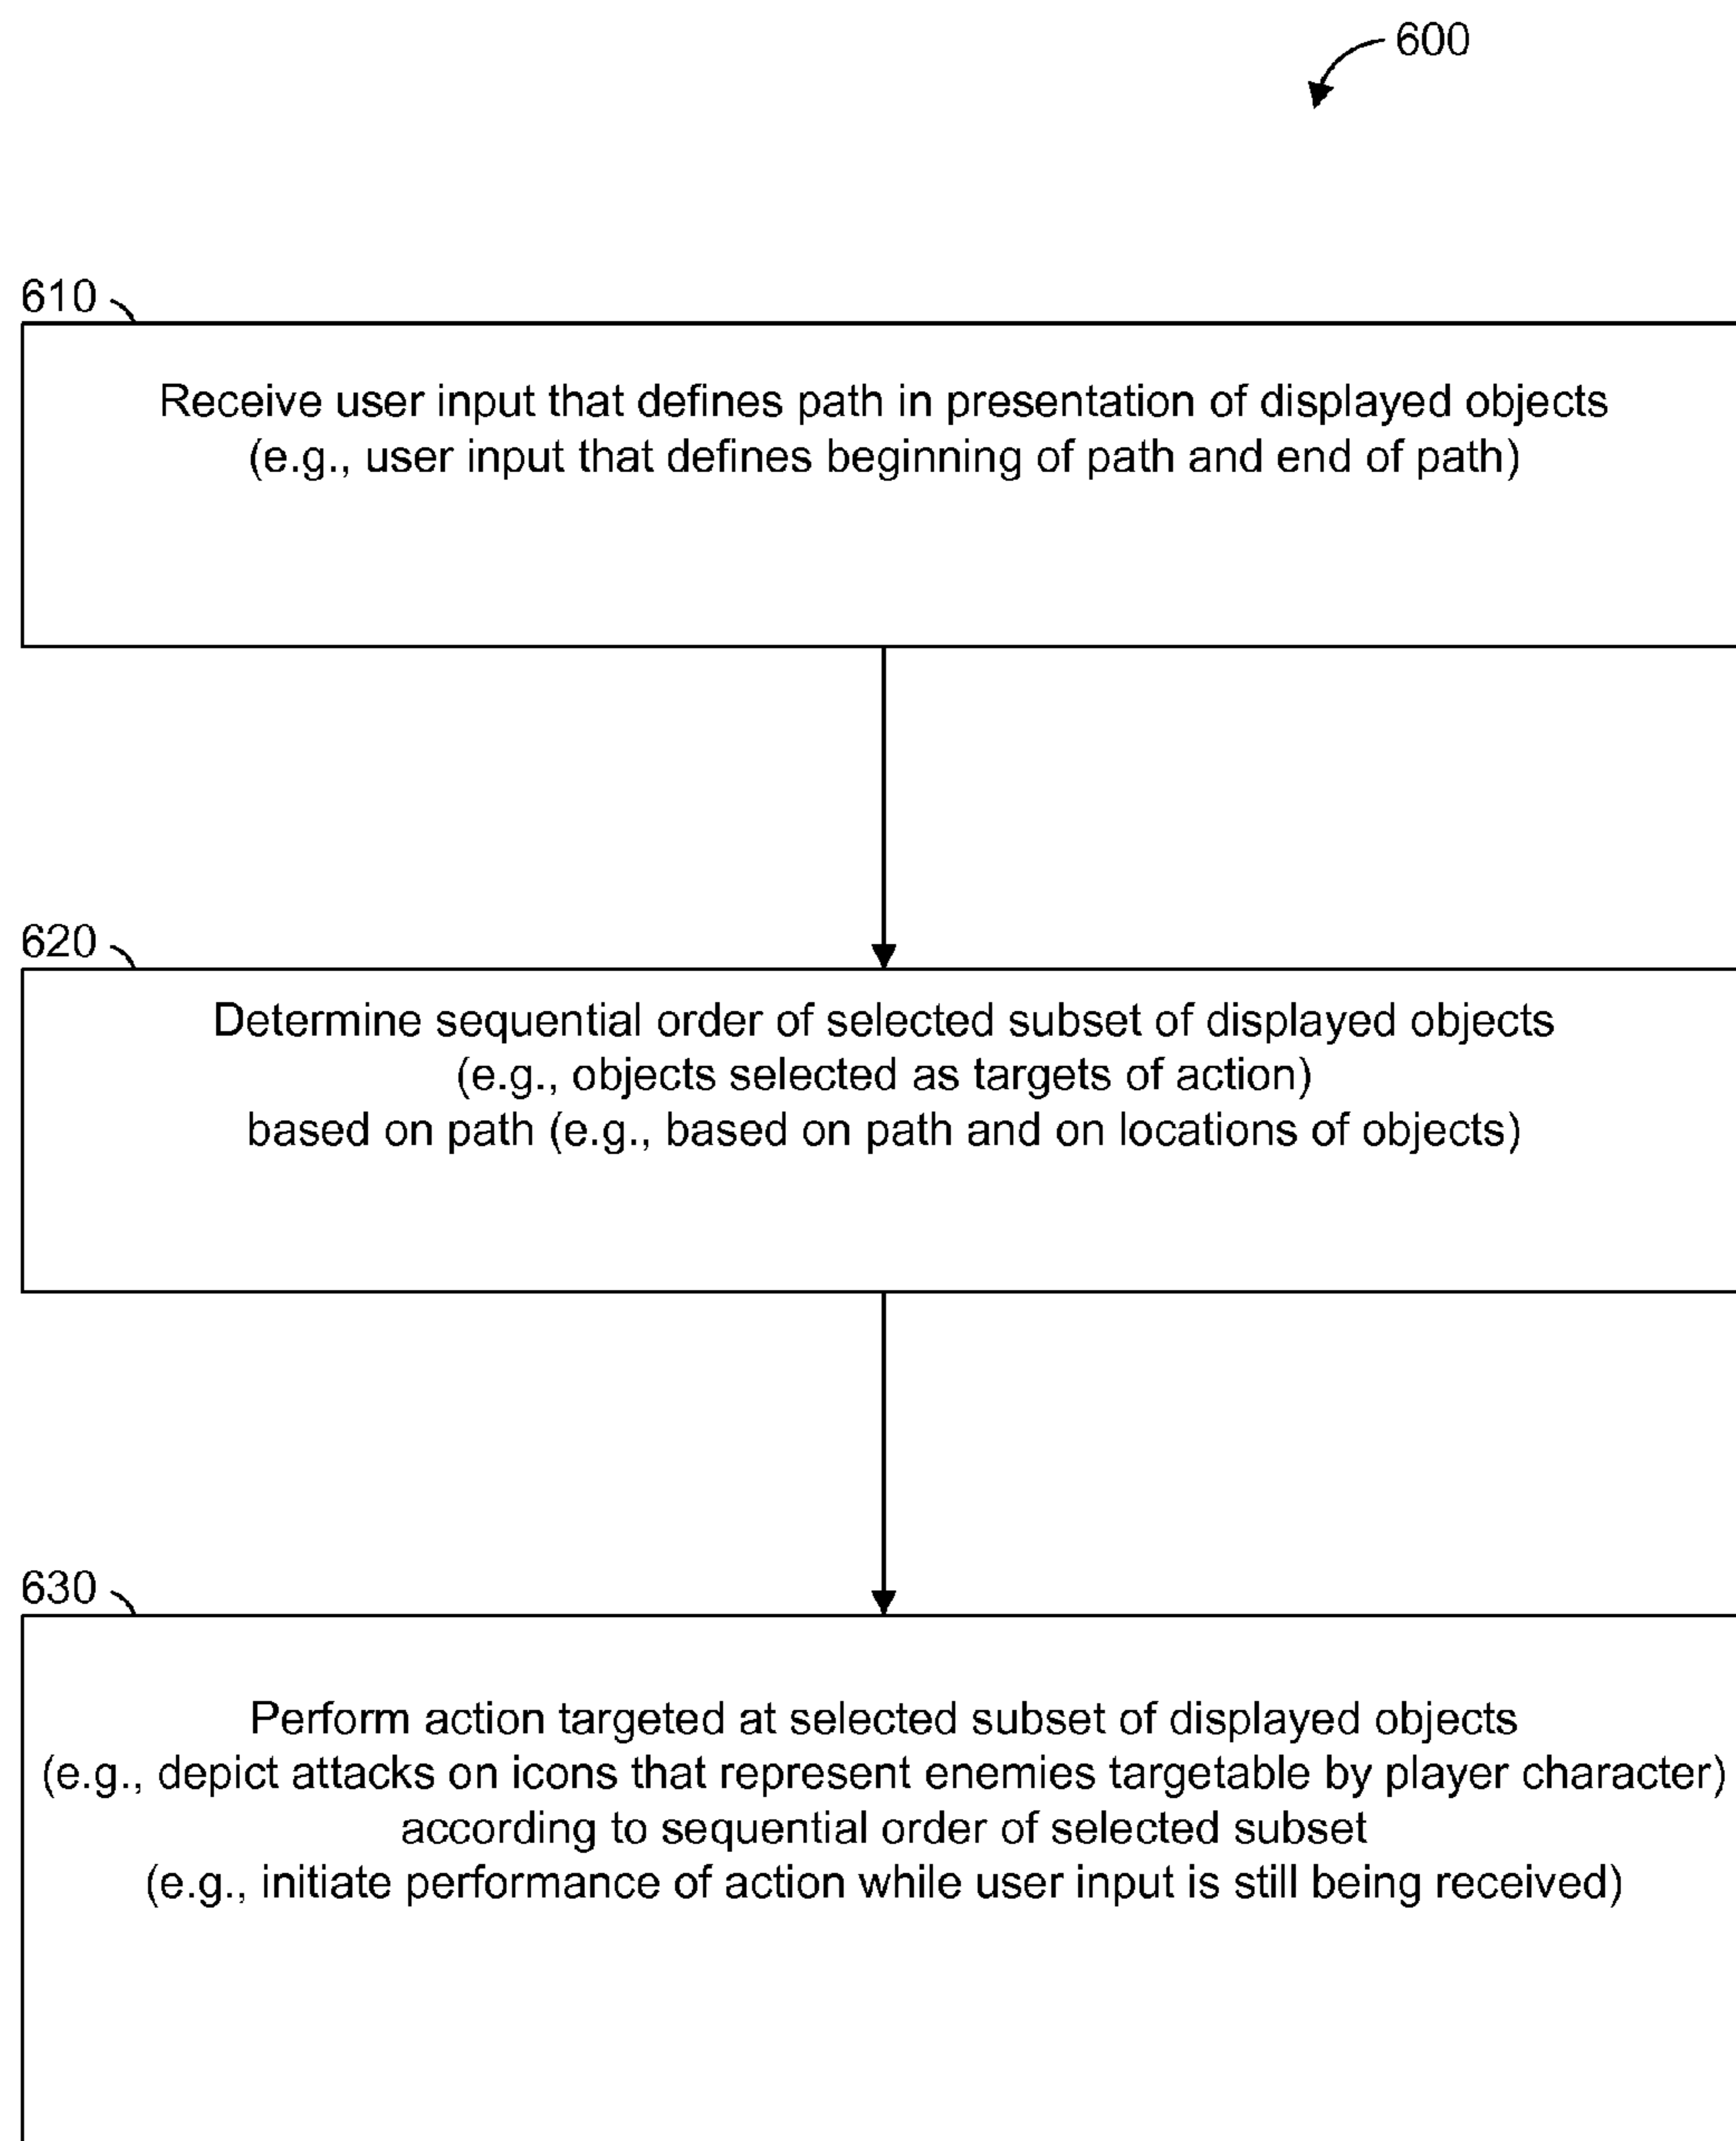 600
610
Receive user input that defines path in presentation of displayed objects
(e.g., user input that defines beginning of path and end of path)
620
Determine sequential order of selected subset of displayed objects
(e.g., objects selected as targets of action)
based on path (e.g., based on path and on locations of objects)
630
Perform action targeted at selected subset of displayed objects
(e.g., depict attacks on icons that represent enemies targetable by player character)
according to sequential order of selected subset
(e.g., initiate performance of action while user input is still being received)